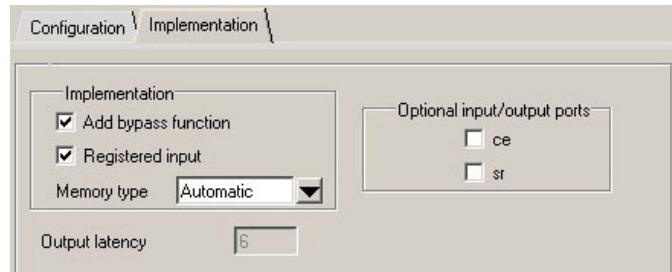 Configuration
Implementation
Implementation
Add bypass function
Registered input
Memory type
Automatic
Output latency
6
Optional input/output ports
ce
sr